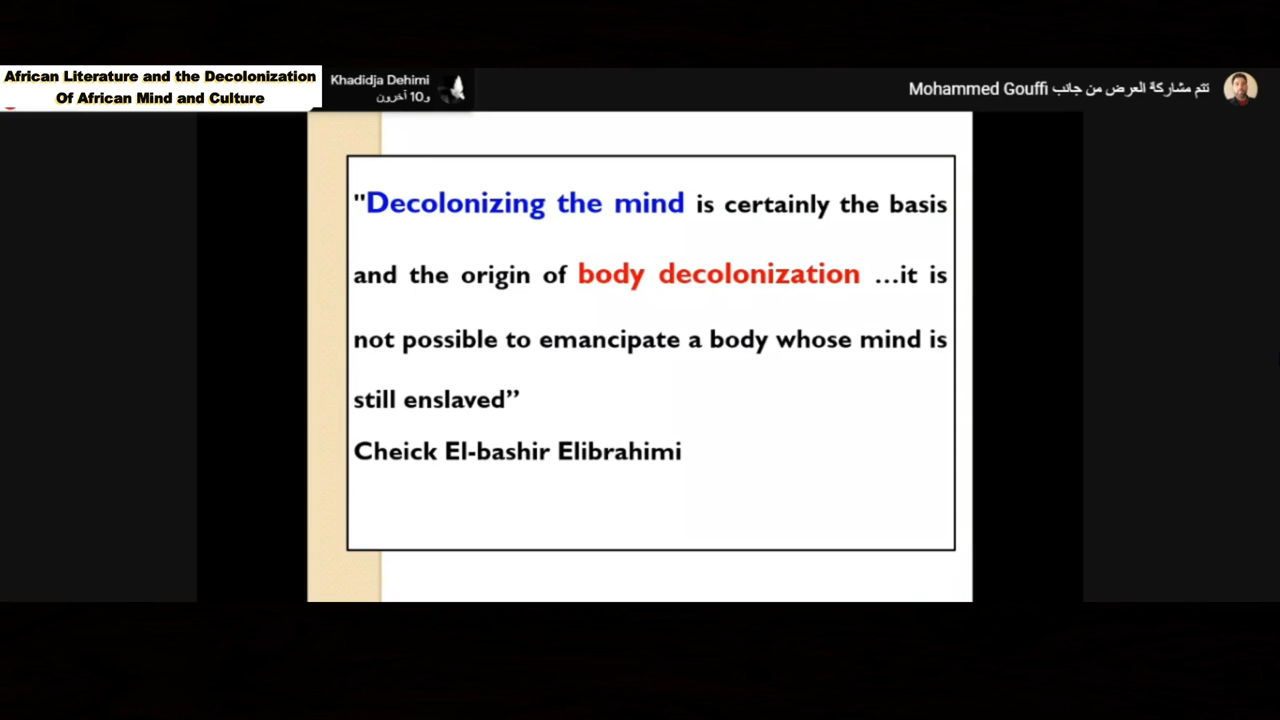 African Literature and the Decolonization
Of African Mind and Culture
Khadidja Dehimi
و10 آخرون
تتم مشاركة العرض من جانب Mohammed Gouffi
"Decolonizing the mind is certainly the basis
and the origin of body decolonization ...it is
not possible to emancipate a body whose mind is
still enslaved”
Cheick El-bashir Elibrahimi